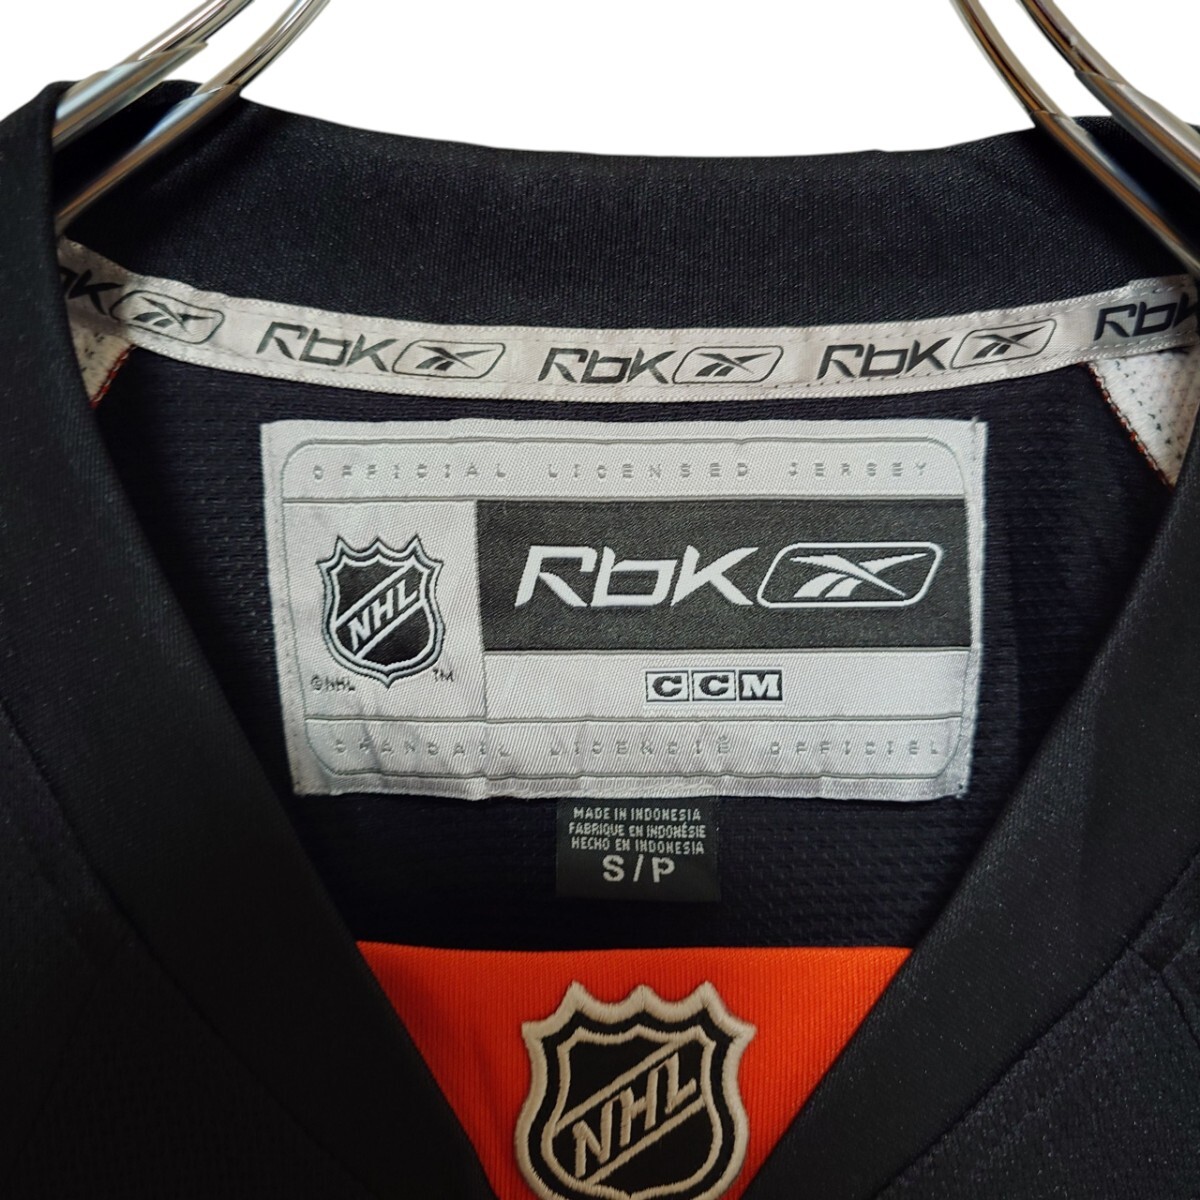 RbK RbK RbK RbK RbK
OFFICIAL LICENSED JERSEY
NHL
RbK
©NHL TM
CCM
CHANDAIL LICENCIÉ OFFICIEL
MADE IN INDONESIA
FABRIQUE EN INDONÉSIE
HECHO EN INDONESIA
S/P
NHL